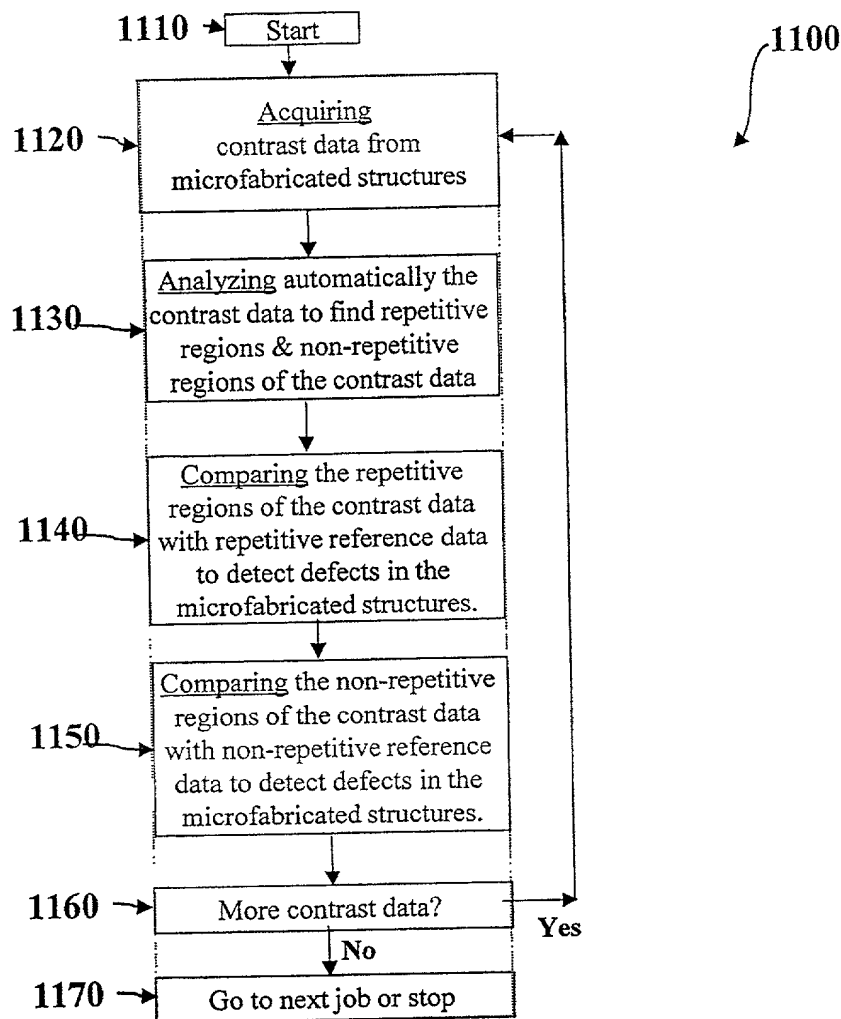 1110
Start
1100
1120
Acquiring
contrast data from
microfabricated structures
1130
Analyzing automatically the
contrast data to find repetitive
regions & non-repetitive
regions of the contrast data
1140
Comparing the repetitive
regions of the contrast data
with repetitive reference data
to detect defects in the
microfabricated structures.
1150
Comparing the non-repetitive
regions of the contrast data
with non-repetitive reference
data to detect defects in the
microfabricated structures.
1160
More contrast data?
Yes
No
1170
Go to next job or stop